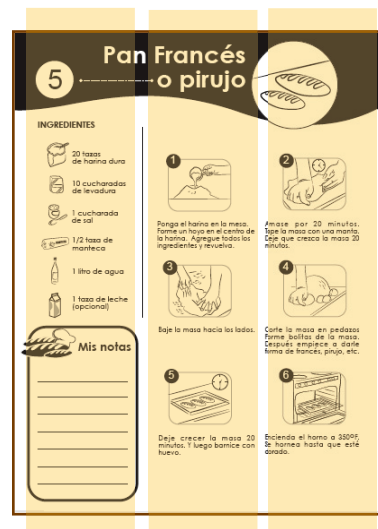 Pan Francés
5
o pirujo
INGREDIENTES
20 tazas
de harina dura
10 cucharadas
de levadura
1 cucharada
de sal
1/2 taza de
manteca
1 litro de agua
1 taza de leche
(opcional)
Mis notas
1
Ponga el harina en la mesa.
Forme un hoyo en el centro de
la harina. Agregue todos los
ingredientes y revuelva.
2
Amase por 20 minutos.
Tape la masa con una manta.
Deje que crezca la masa 20
minutos.
3
Baje la masa hacia los lados.
4
Corte la masa en pedazos
Forme bolitas de la masa.
Después empiece a darle
forma de francés, pirujo, etc.
5
Deje crecer la masa 20
minutos. Y luego barnice con
huevo.
6
Encienda el horno a 350ºF.
Se hornea hasta que esté
dorado.